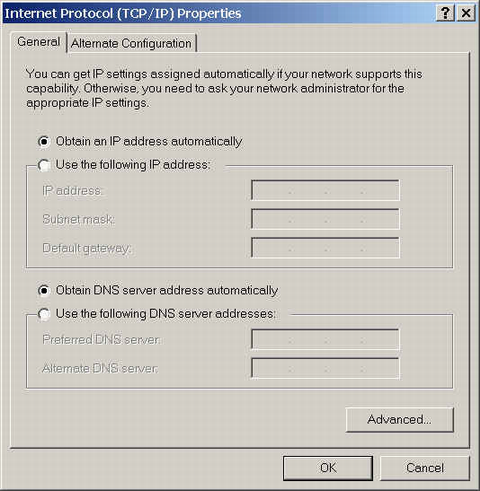 Internet Protocol (TCP/IP) Properties
General
Alternate Configuration
You can get IP settings assigned automatically if your network supports this
capability. Otherwise, you need to ask your network administrator for the
appropriate IP settings.
Obtain an IP address automatically
Use the following IP address:
IP address:
Subnet mask:
Default gateway:
Obtain DNS server address automatically
Use the following DNS server addresses:
Preferred DNS server:
Alternate DNS server:
Advanced...
OK
Cancel